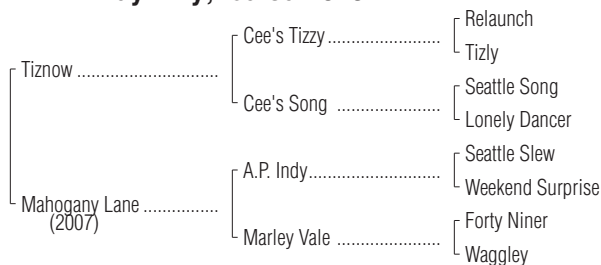 Relaunch
Cee's Tizzy
Tizly
Tiznow
Seattle Song
Cee's Song
Lonely Dancer
Seattle Slew
A.P. Indy
Weekend Surprise
Mahogany Lane
(2007)
Forty Niner
Marley Vale
Waggley